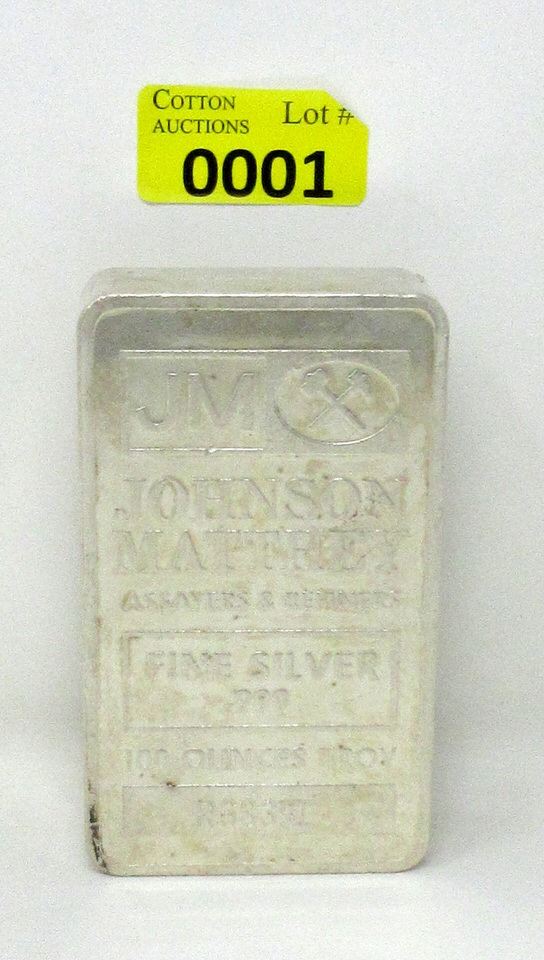 COTTON
AUCTIONS
Lot #
0001
JM
JOHNSON
MATTHEY
ASSAYERS & REFINERS
FINE SILVER
.999
100 OUNCES TROY